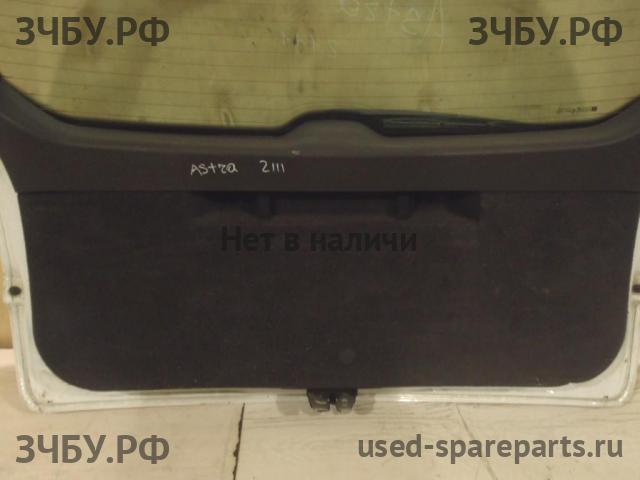 ЗЧБУ.РФ
ЗЧБУ.РФ
Astra 2111
Нет в наличи
ЗЧБУ.РФ
used-spareparts.ru